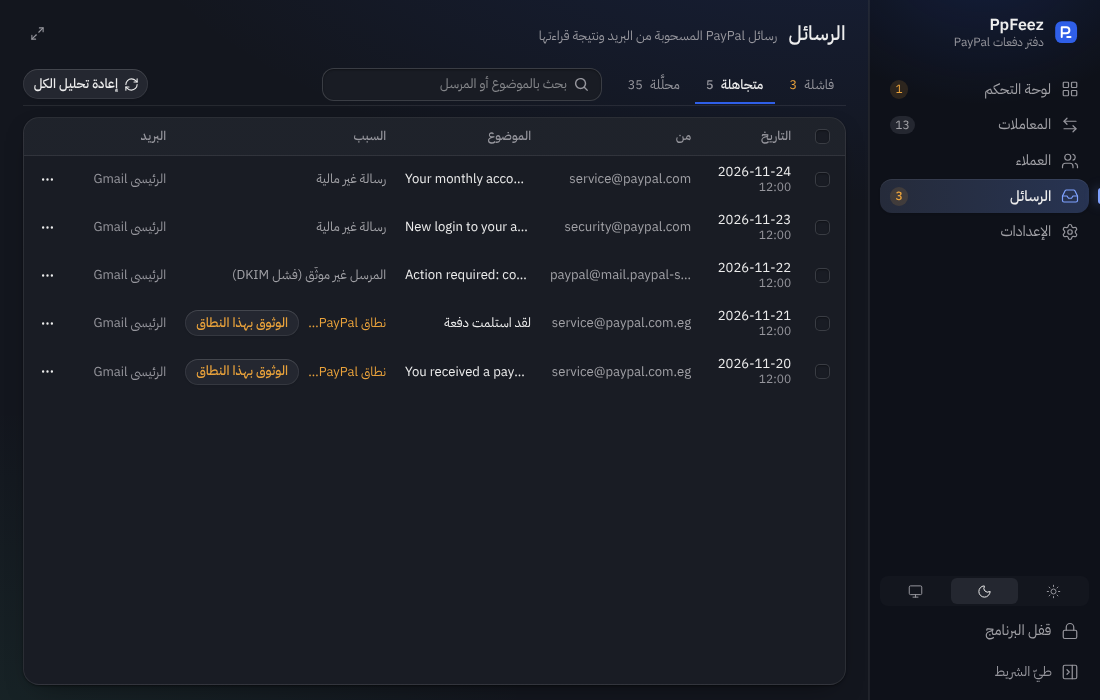 PpFeez
دفتر دفعات PayPal
لوحة التحكم 1
المعاملات 13
العملاء
الرسائل 3
الإعدادات
قفل البرنامج
طيّ الشريط
الرسائل رسائل PayPal المسحوبة من البريد ونتيجة قراءتها
فاشلة 3 متجاهلة 5 محلَّلة 35 بحث بالموضوع أو المرسل إعادة تحليل الكل
التاريخ من الموضوع السبب البريد
2026-11-24 service@paypal.com Your monthly acco... رسالة غير مالية Gmail الرئيسي
12:00
2026-11-23 security@paypal.com New login to your a... رسالة غير مالية Gmail الرئيسي
12:00
2026-11-22 paypal@mail.paypal-s... Action required: co... المرسل غير موثّق (فشل DKIM) Gmail الرئيسي
12:00
2026-11-21 service@paypal.com.eg لقد استلمت دفعة نطاق PayPal... الوثوق بهذا النطاق Gmail الرئيسي
12:00
2026-11-20 service@paypal.com.eg You received a pay... نطاق PayPal... الوثوق بهذا النطاق Gmail الرئيسي
12:00